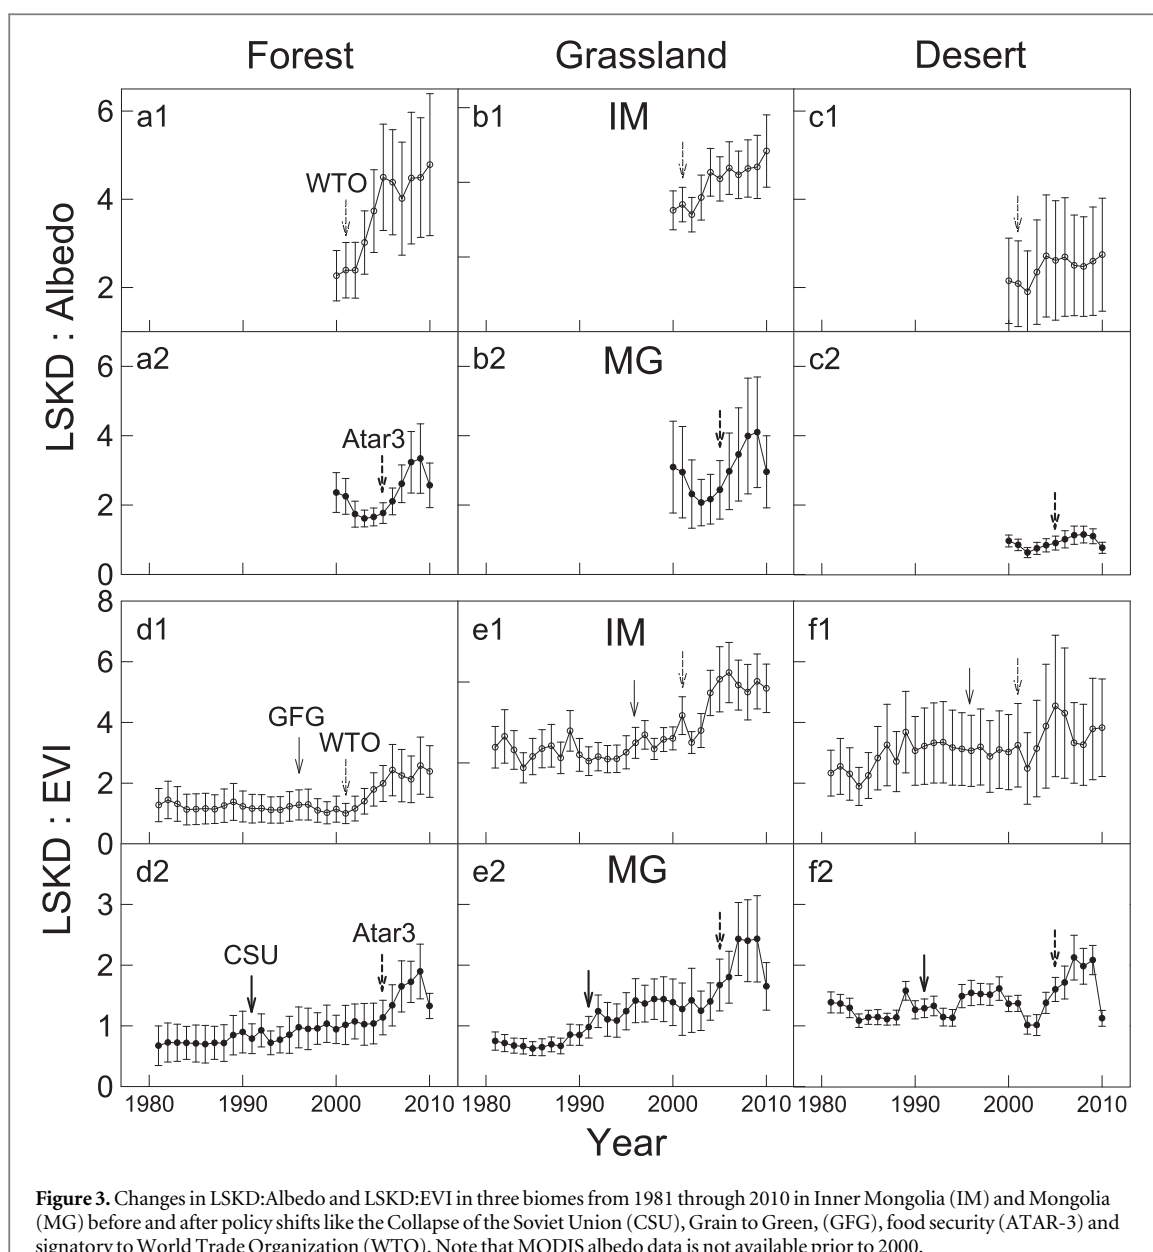 Forest Grassland Desert
LSKD : Albedo
6 a1 b1 IM c1
WTO
4
2
a2 b2 MG c2
6
4 Atar3
2
0
LSKD : EVI
8
d1 e1 IM f1
6
4 GFG
WTO
2
0
d2 e2 MG f2
3
CSU Atar3
2
1
0
1980 1990 2000 2010 1980 1990 2000 2010 1980 1990 2000 2010
Year
Figure 3. Changes in LSKD:Albedo and LSKD:EVI in three biomes from 1981 through 2010 in Inner Mongolia (IM) and Mongolia
(MG) before and after policy shifts like the Collapse of the Soviet Union (CSU), Grain to Green, (GFG), food security (ATAR-3) and
signatory to World Trade Organization (WTO). Note that MODIS albedo data is not available prior to 2000.